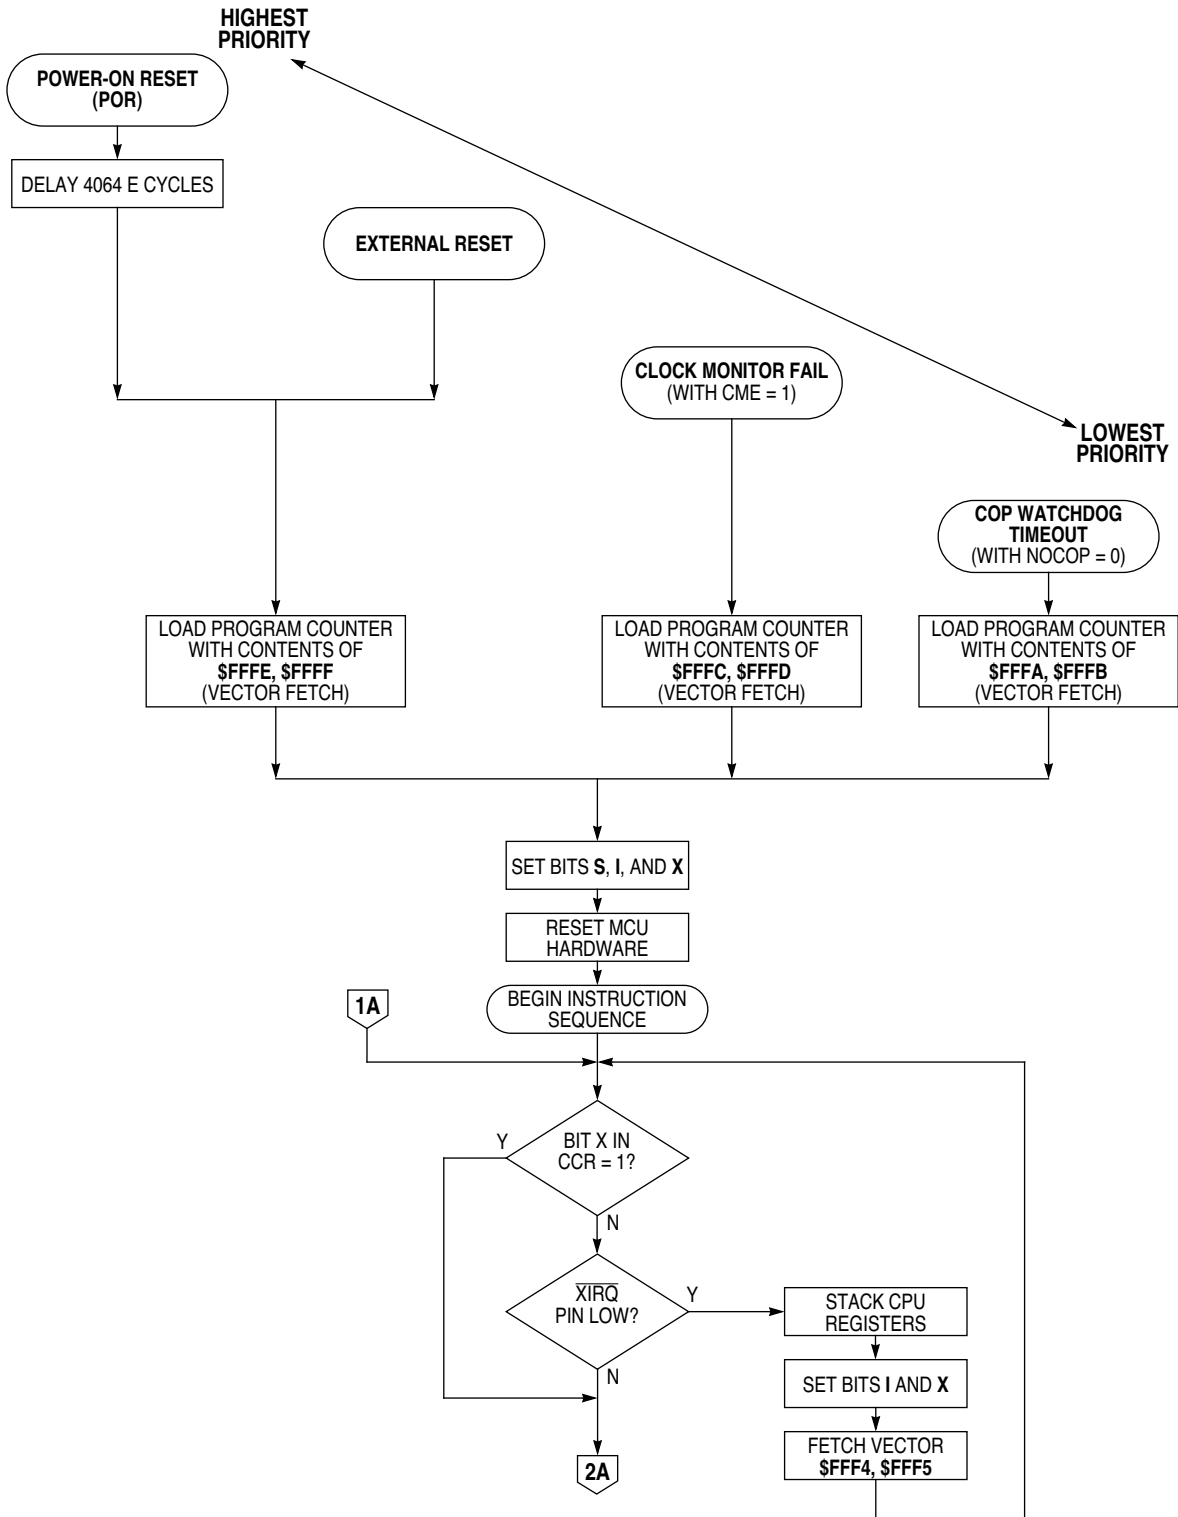 HIGHEST
PRIORITY
POWER-ON RESET
(POR)
DELAY 4064 E CYCLES
EXTERNAL RESET
CLOCK MONITOR FAIL
(WITH CME = 1)
LOWEST
PRIORITY
COP WATCHDOG
TIMEOUT
(WITH NOCOP = 0)
LOAD PROGRAM COUNTER
WITH CONTENTS OF
$FFFE, $FFFF
(VECTOR FETCH)
LOAD PROGRAM COUNTER
WITH CONTENTS OF
$FFFC, $FFFD
(VECTOR FETCH)
LOAD PROGRAM COUNTER
WITH CONTENTS OF
$FFFA, $FFFB
(VECTOR FETCH)
SET BITS S, I, AND X
RESET MCU
HARDWARE
1A
BEGIN INSTRUCTION
SEQUENCE
Y
BIT X IN
CCR = 1?
N
XIRQ
PIN LOW?
Y
STACK CPU
REGISTERS
N
SET BITS I AND X
2A
FETCH VECTOR
$FFF4, $FFF5